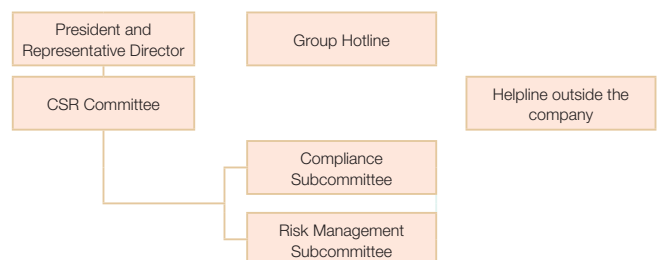 President and
Representative Director
Group Hotline
CSR Committee
Helpline outside the
company
Compliance
Subcommittee
Risk Management
Subcommittee